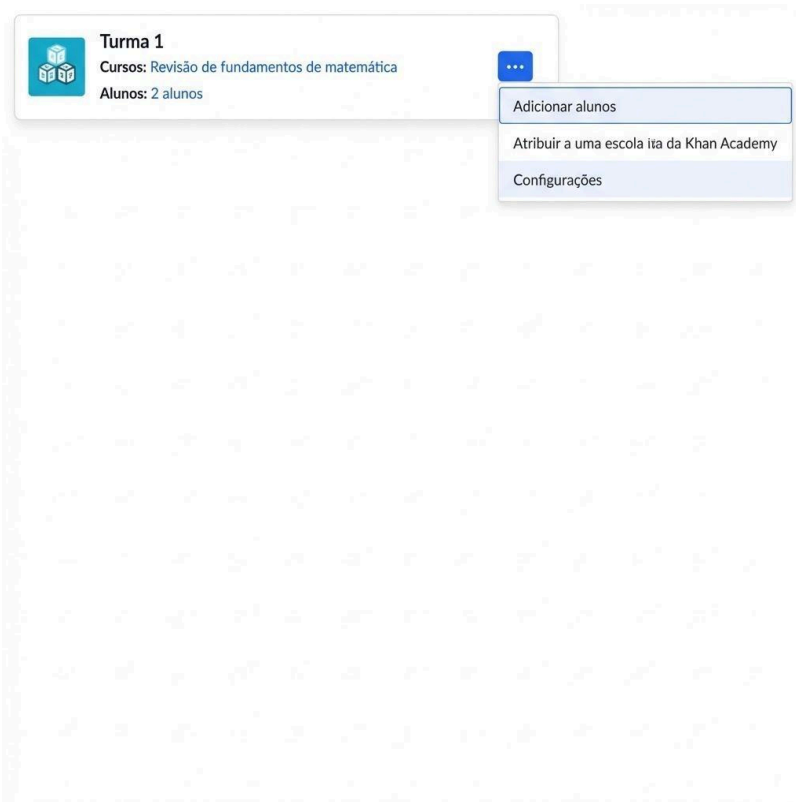 Turma 1
Cursos: Revisão de fundamentos de matemática
Alunos: 2 alunos
Adicionar alunos
Atribuir a uma escola da Khan Academy
Configurações